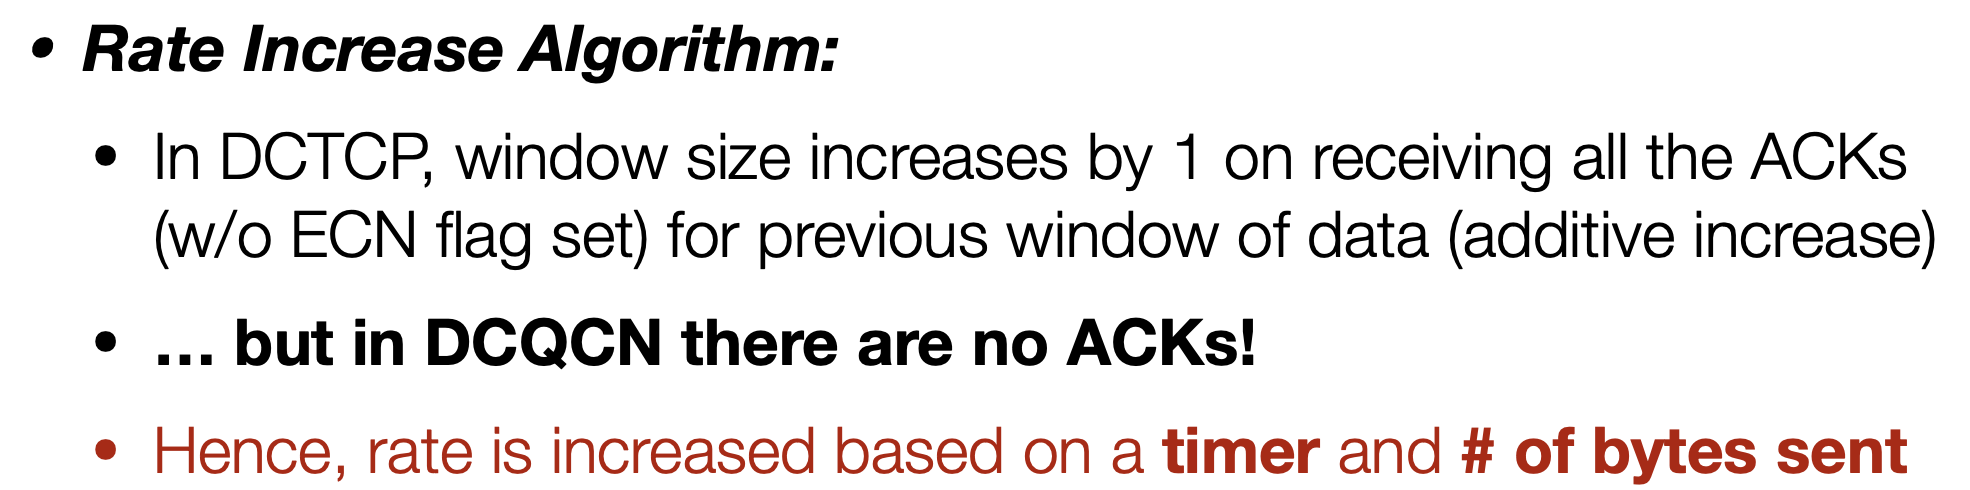 • Rate Increase Algorithm:
• In DCTCP, window size increases by 1 on receiving all the ACKs
(w/o ECN flag set) for previous window of data (additive increase)
• … but in DCQCN there are no ACKs!
• Hence, rate is increased based on a timer and # of bytes sent